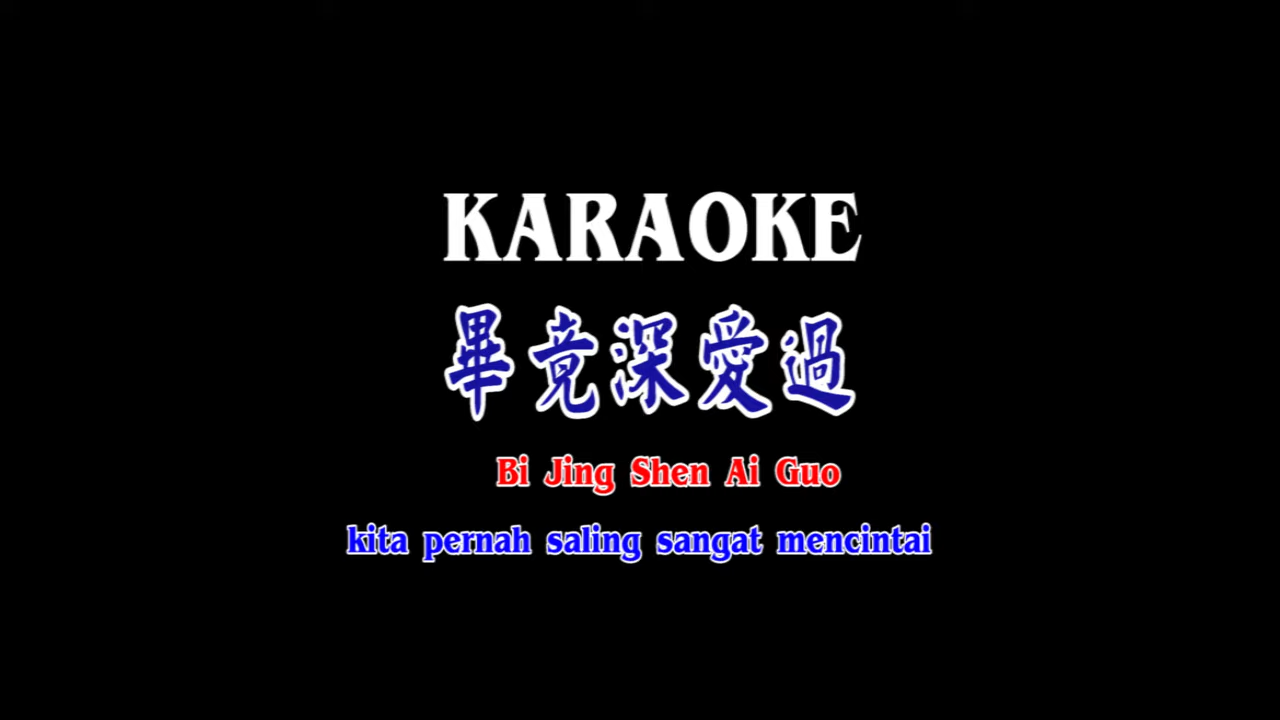 KARAOKE
畢竟深愛過
Bi Jing Shen Ai Guo
kita pernah saling sangat mencintai